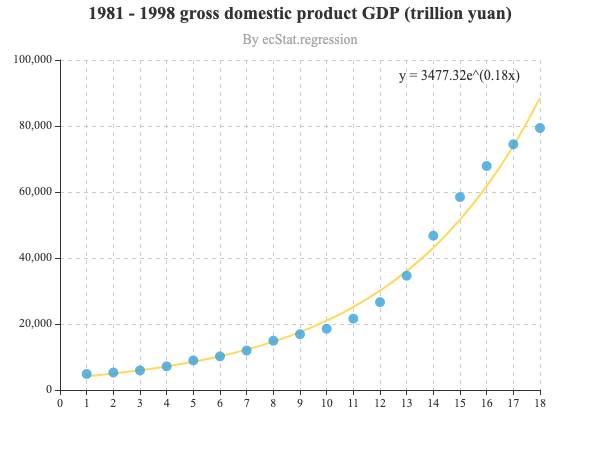 1981 - 1998 gross domestic product GDP (trillion yuan)
By ecStat.regression
100,000
y = 3477.32e^(0.18x)
80,000
60,000
40,000
20,000
0
0 1 2 3 4 5 6 7 8 9 10 11 12 13 14 15 16 17 18